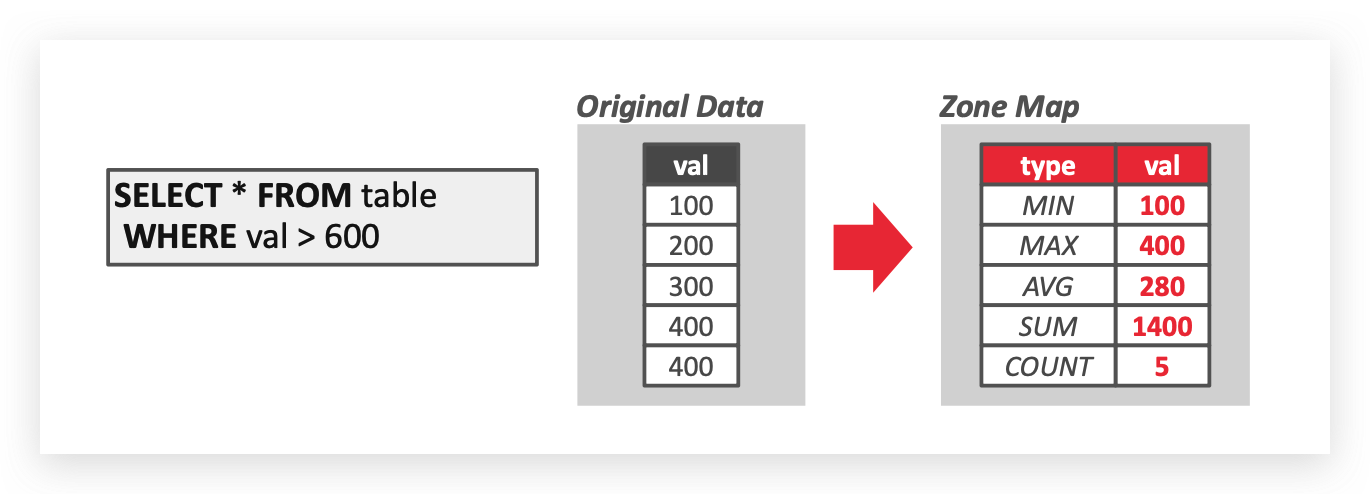 SELECT * FROM table
WHERE val > 600
Original Data
val
100
200
300
400
400
Zone Map
type val
MIN 100
MAX 400
AVG 280
SUM 1400
COUNT 5